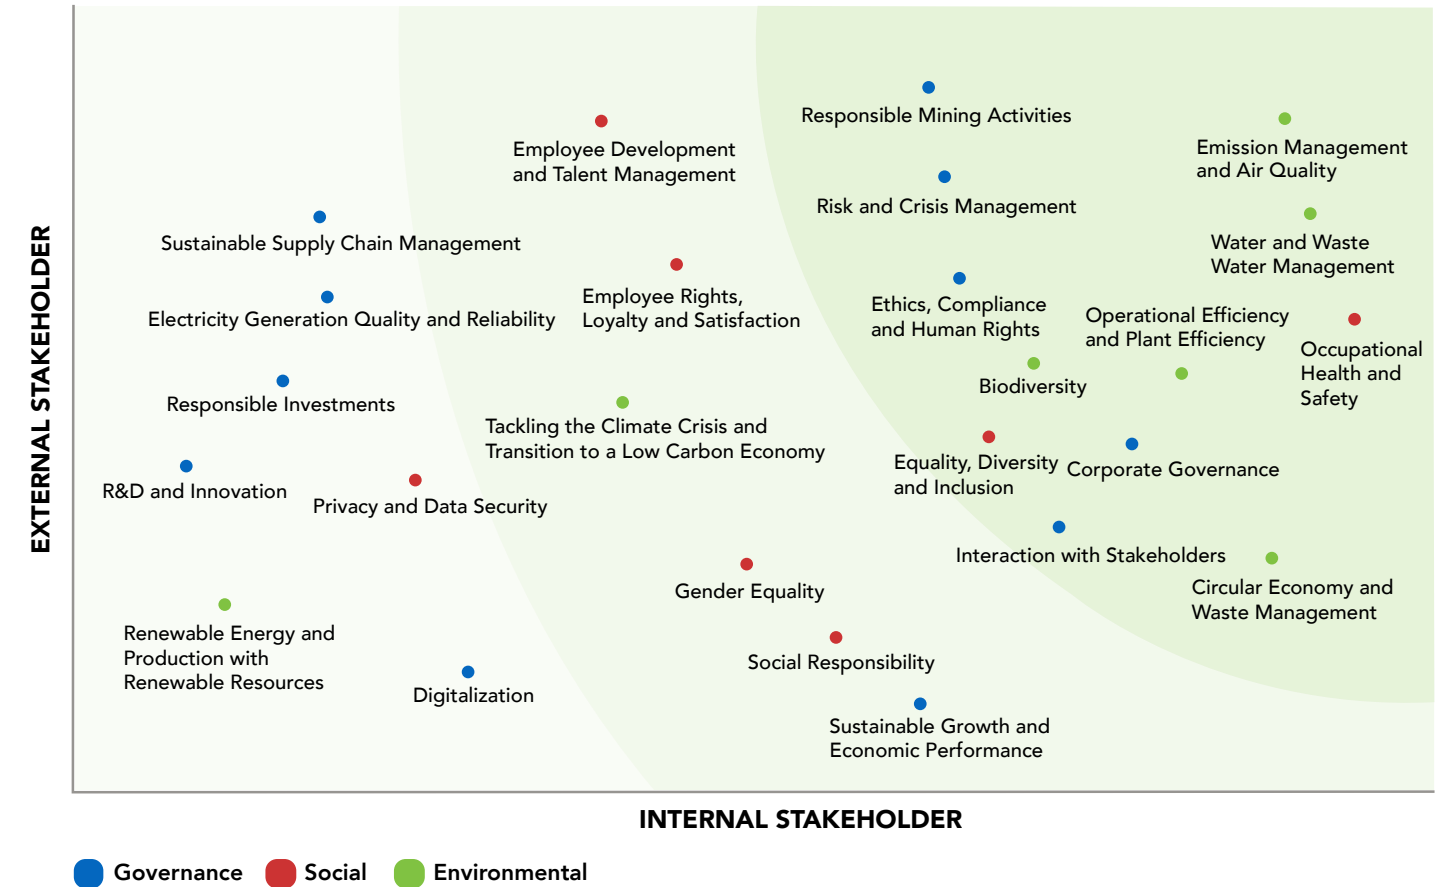 Responsible Mining Activities
Employee Development
and Talent Management
Emission Management
and Air Quality
Risk and Crisis Management
Sustainable Supply Chain Management
Water and Waste
Water Management
Employee Rights,
Loyalty and Satisfaction
Electricity Generation Quality and Reliability
Ethics, Compliance
and Human Rights
Operational Efficiency
and Plant Efficiency
Occupational
Health and
Safety
Biodiversity
Responsible Investments
Tackling the Climate Crisis and
Transition to a Low Carbon Economy
Equality, Diversity
and Inclusion
Corporate Governance
R&D and Innovation
Privacy and Data Security
Interaction with Stakeholders
Gender Equality
Circular Economy and
Waste Management
Renewable Energy and
Production with
Renewable Resources
Social Responsibility
Digitalization
Sustainable Growth and
Economic Performance
EXTERNAL STAKEHOLDER
INTERNAL STAKEHOLDER
Governance
Social
Environmental